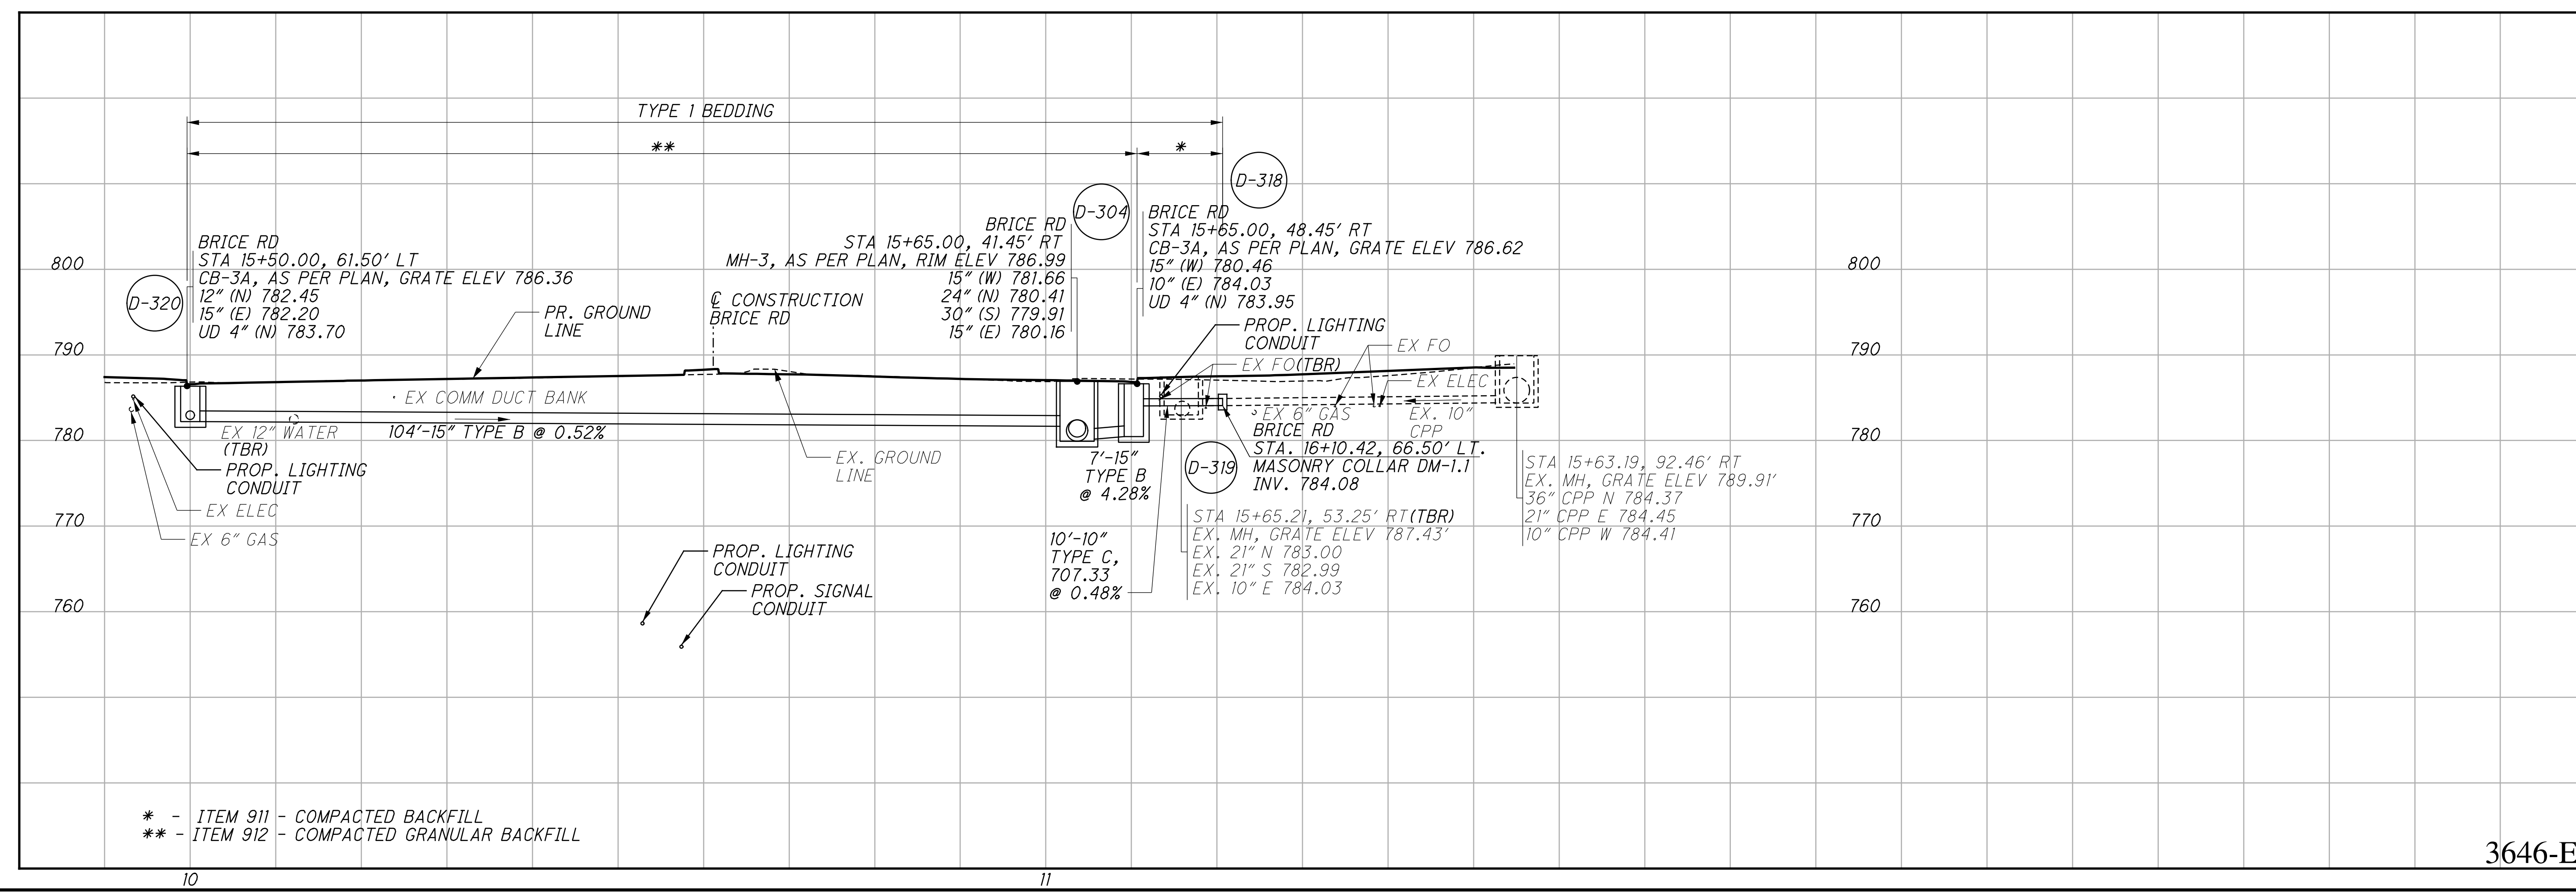 TYPE 1 BEDDING
**
*
D-318
D-304
BRICE RD
STA 15+65.00, 41.45' RT
MH-3, AS PER PLAN, RIM ELEV 786.99
15" (W) 781.66
24" (N) 780.41
30" (S) 779.91
15" (E) 780.16
BRICE RD
STA 15+65.00, 48.45' RT
CB-3A, AS PER PLAN, GRATE ELEV 786.62
15" (W) 780.46
10" (E) 784.03
UD 4" (N) 783.95
D-320
BRICE RD
STA 15+50.00, 61.50' LT
CB-3A, AS PER PLAN, GRATE ELEV 786.36
12" (N) 782.45
15" (E) 782.20
UD 4" (N) 783.70
800
800
PR. GROUND
LINE
℄ CONSTRUCTION
BRICE RD
PROP. LIGHTING
CONDUIT
EX FO(TBR)
EX FO
EX ELEC
790
790
EX COMM DUCT BANK
EX 12" WATER
(TBR)
104'-15" TYPE B @ 0.52%
PROP. LIGHTING
CONDUIT
EX ELEC
EX 6" GAS
EX. GROUND
LINE
EX 6" GAS
EX. 10"
CPP
780
780
7'-15"
TYPE B
@ 4.28%
D-319
BRICE RD
STA. 16+10.42, 66.50' LT.
MASONRY COLLAR DM-1.1
INV. 784.08
STA 15+63.19, 92.46' RT
EX. MH, GRATE ELEV 789.91'
36" CPP N 784.37
21" CPP E 784.45
10" CPP W 784.41
770
770
STA 15+65.21, 53.25' RT(TBR)
EX. MH, GRATE ELEV 787.43'
EX. 21" N 783.00
EX. 21" S 782.99
EX. 10" E 784.03
10'-10"
TYPE C,
707.33
@ 0.48%
PROP. LIGHTING
CONDUIT
PROP. SIGNAL
CONDUIT
760
760
* - ITEM 911 - COMPACTED BACKFILL
** - ITEM 912 - COMPACTED GRANULAR BACKFILL
3646-E
10
11